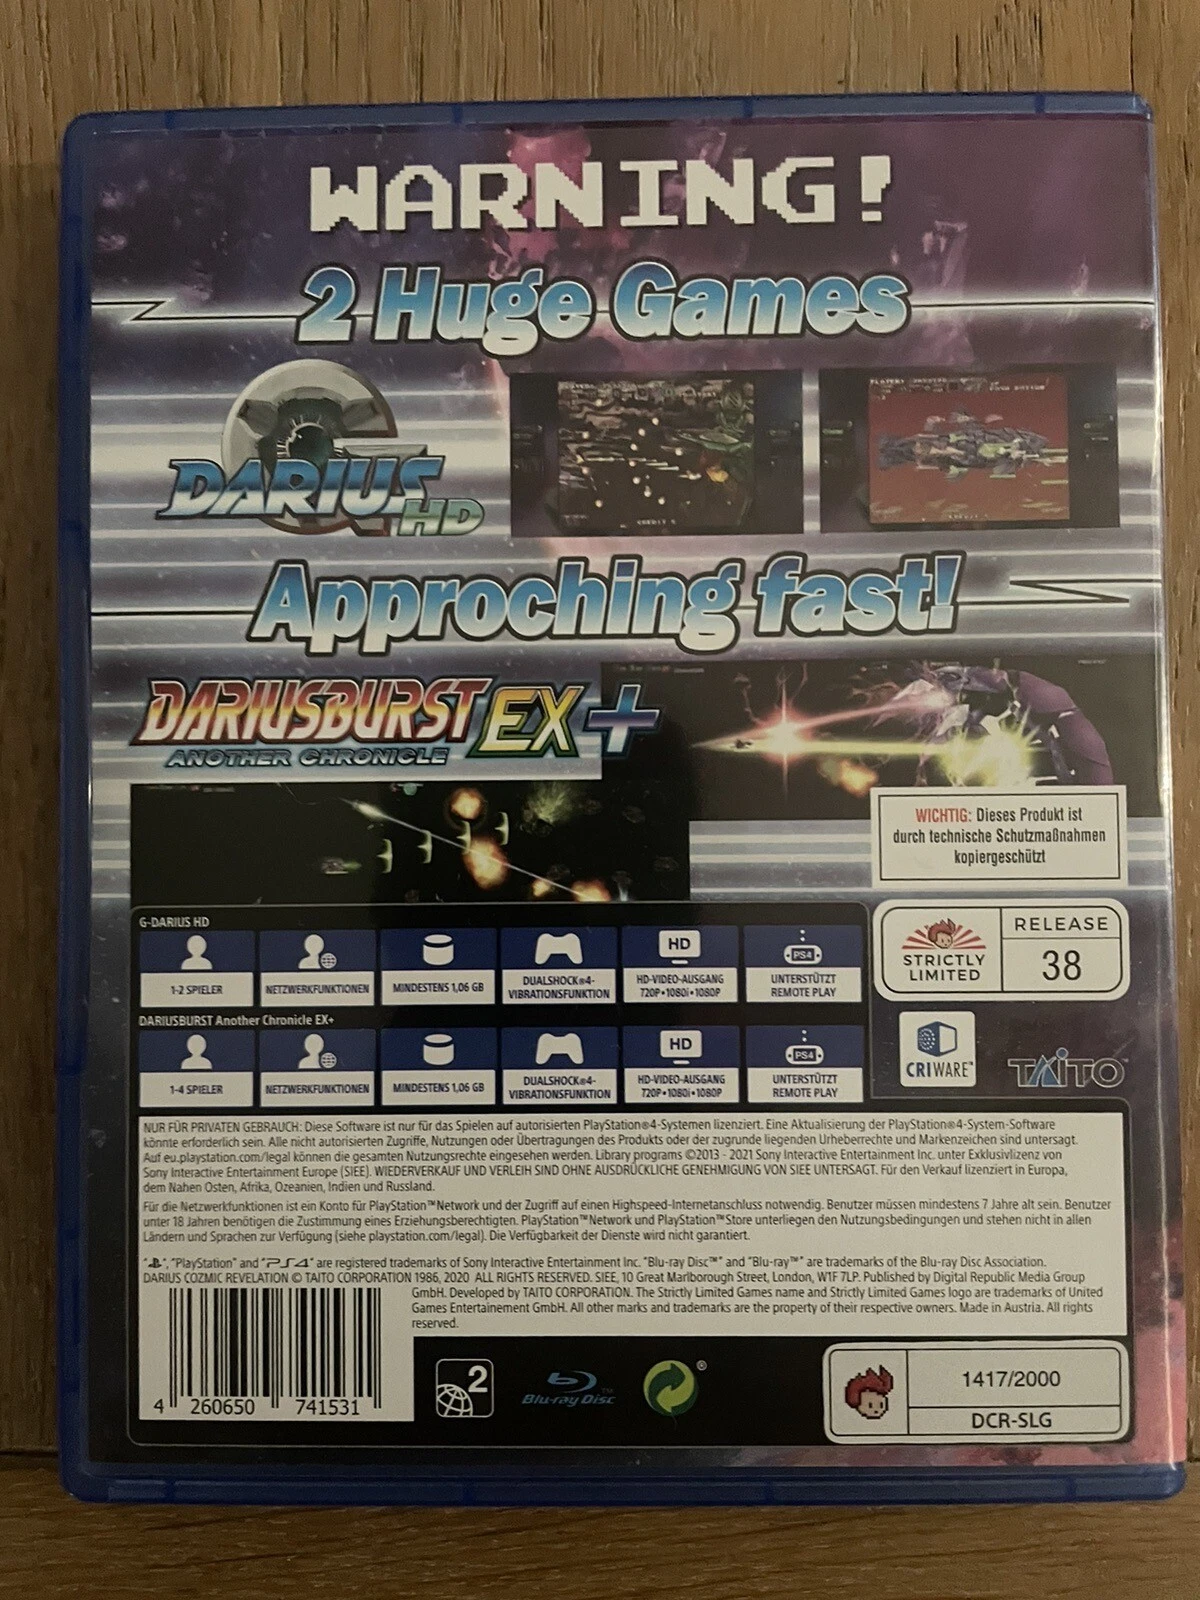 WARNING!
2 Huge Games
DARIUS HD
Approching fast!
DARIUSBURST EX+
ANOTHER CHRONICLE
WICHTIG: Dieses Produkt ist
durch technische Schutzmaßnahmen
kopiergeschützt
G-DARIUS HD
1-2 SPIELER
NETZWERKFUNKTIONEN
MINDESTENS 1,06 GB
DUALSHOCK®4-
VIBRATIONSFUNKTION
HD
HD-VIDEO-AUSGANG
720P•1080i•1080P
PS4
UNTERSTÜTZT
REMOTE PLAY
STRICTLY
LIMITED
RELEASE
38
DARIUSBURST Another Chronicle EX+
1-4 SPIELER
NETZWERKFUNKTIONEN
MINDESTENS 1,06 GB
DUALSHOCK®4-
VIBRATIONSFUNKTION
HD
HD-VIDEO-AUSGANG
720P•1080i•1080P
PS4
UNTERSTÜTZT
REMOTE PLAY
CRIWARE™
TAITO™
NUR FÜR PRIVATEN GEBRAUCH: Diese Software ist nur für das Spielen auf autorisierten PlayStation®4-Systemen lizenziert. Eine Aktualisierung der PlayStation®4-System-Software
könnte erforderlich sein. Alle nicht autorisierten Zugriffe, Nutzungen oder Übertragungen des Produkts oder der zugrunde liegenden Urheberrechte und Markenzeichen sind untersagt.
Auf eu.playstation.com/legal können die gesamten Nutzungsrechte eingesehen werden. Library programs ©2013 - 2021 Sony Interactive Entertainment Inc. unter Exklusivlizenz von
Sony Interactive Entertainment Europe (SIEE). WIEDERVERKAUF UND VERLEIH SIND OHNE AUSDRÜCKLICHE GENEHMIGUNG VON SIEE UNTERSAGT. Für den Verkauf lizenziert in Europa,
dem Nahen Osten, Afrika, Ozeanien, Indien und Russland.
Für die Netzwerkfunktionen ist ein Konto für PlayStation™Network und der Zugriff auf einen Highspeed-Internetanschluss notwendig. Benutzer müssen mindestens 7 Jahre alt sein. Benutzer
unter 18 Jahren benötigen die Zustimmung eines Erziehungsberechtigten. PlayStation™Network und PlayStation™Store unterliegen den Nutzungsbedingungen und stehen nicht in allen
Ländern und Sprachen zur Verfügung (siehe playstation.com/legal). Die Verfügbarkeit der Dienste wird nicht garantiert.
"", "PlayStation" and "PS4" are registered trademarks of Sony Interactive Entertainment Inc. "Blu-ray Disc™" and "Blu-ray™" are trademarks of the Blu-ray Disc Association.
DARIUS COZMIC REVELATION © TAITO CORPORATION 1986, 2020 ALL RIGHTS RESERVED. SIEE, 10 Great Marlborough Street, London, W1F 7LP. Published by Digital Republic Media Group
GmbH. Developed by TAITO CORPORATION. The Strictly Limited Games name and Strictly Limited Games logo are trademarks of United
Games Entertainement GmbH. All other marks and trademarks are the property of their respective owners. Made in Austria. All rights
reserved.
4 260650 741531
2
Blu-ray Disc™
®
1417/2000
DCR-SLG